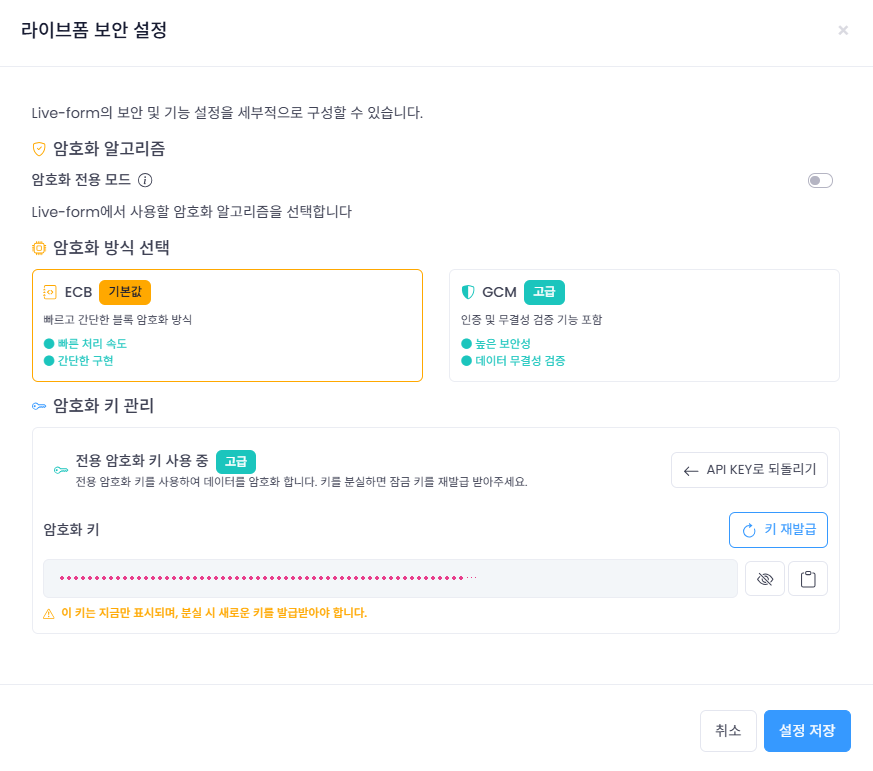 라이브폼 보안 설정
Live-form의 보안 및 기능 설정을 세부적으로 구성할 수 있습니다.
암호화 알고리즘
암호화 전용 모드
Live-form에서 사용할 암호화 알고리즘을 선택합니다
암호화 방식 선택
ECB 기본값
빠르고 간단한 블록 암호화 방식
빠른 처리 속도
간단한 구현
GCM 고급
인증 및 무결성 검증 기능 포함
높은 보안성
데이터 무결성 검증
암호화 키 관리
전용 암호화 키 사용 중 고급
전용 암호화 키를 사용하여 데이터를 암호화 합니다. 키를 분실하면 잠금 키를 재발급 받아주세요.
API KEY로 되돌리기
암호화 키
키 재발급
이 키는 지금만 표시되며, 분실 시 새로운 키를 발급받아야 합니다.
취소
설정 저장